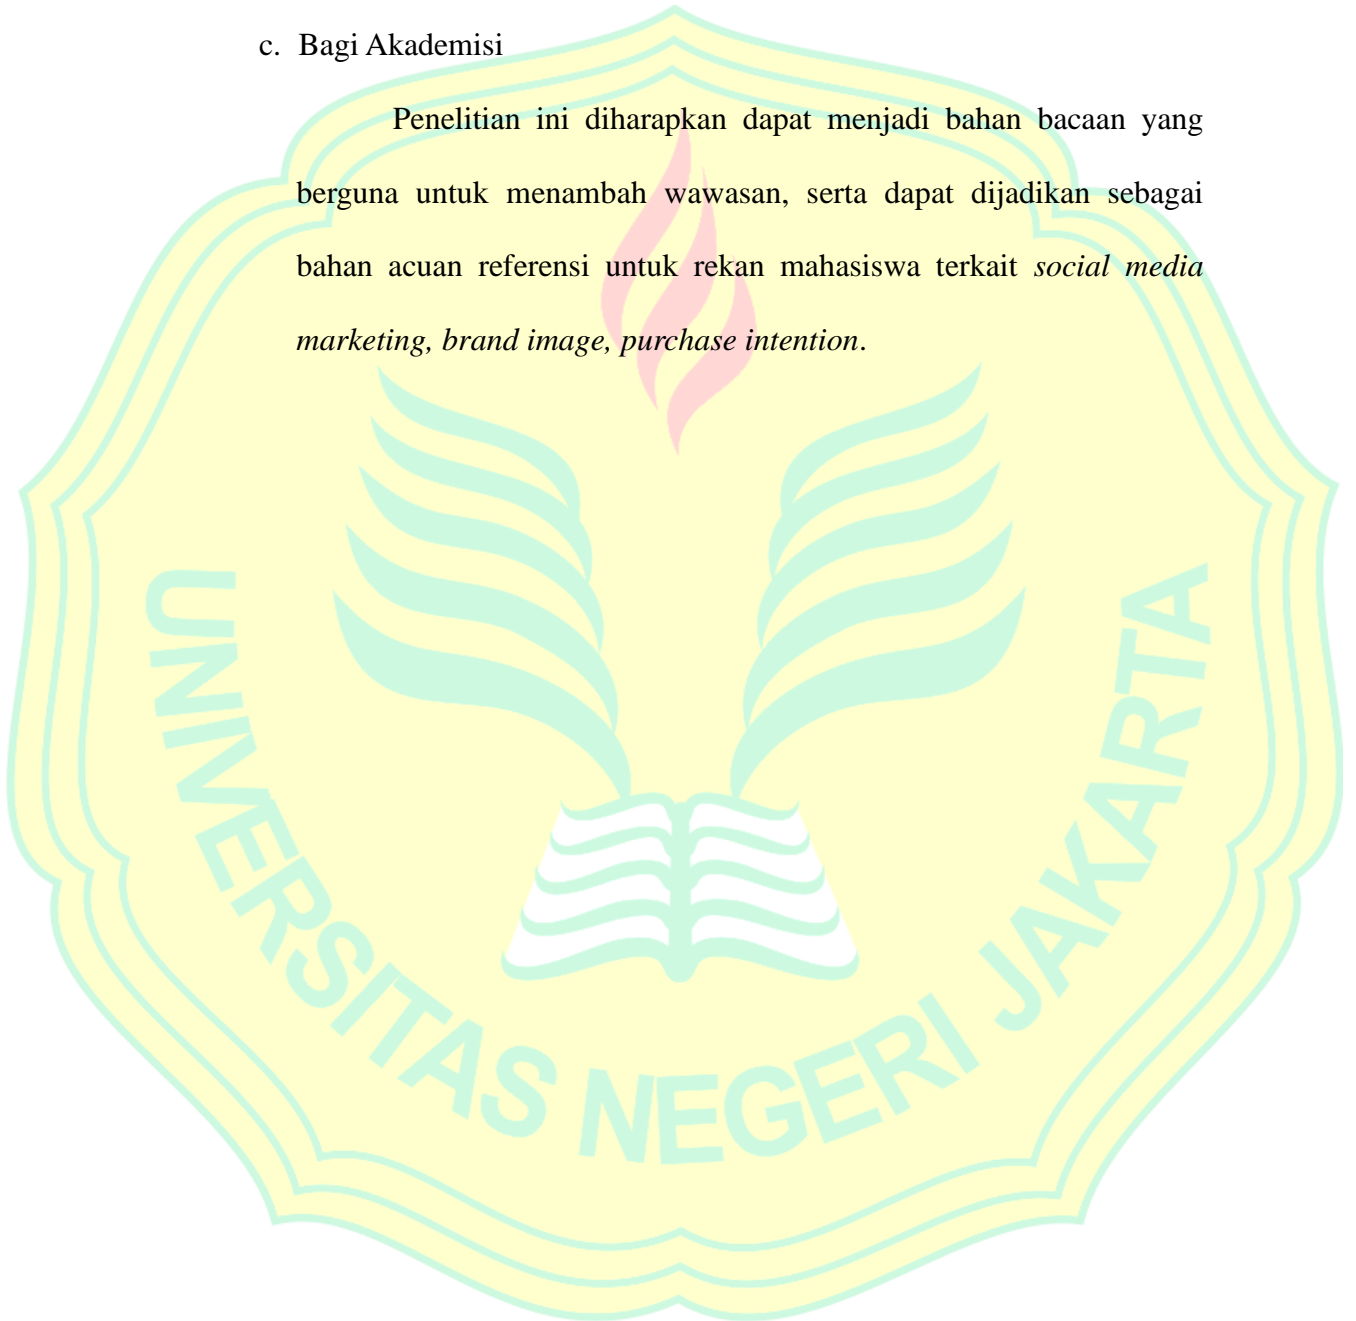 c. Bagi Akademisi
Penelitian ini diharapkan dapat menjadi bahan bacaan yang
berguna untuk menambah wawasan, serta dapat dijadikan sebagai
bahan acuan referensi untuk rekan mahasiswa terkait social media
marketing, brand image, purchase intention.
UNIVERSITAS NEGERI JAKARTA